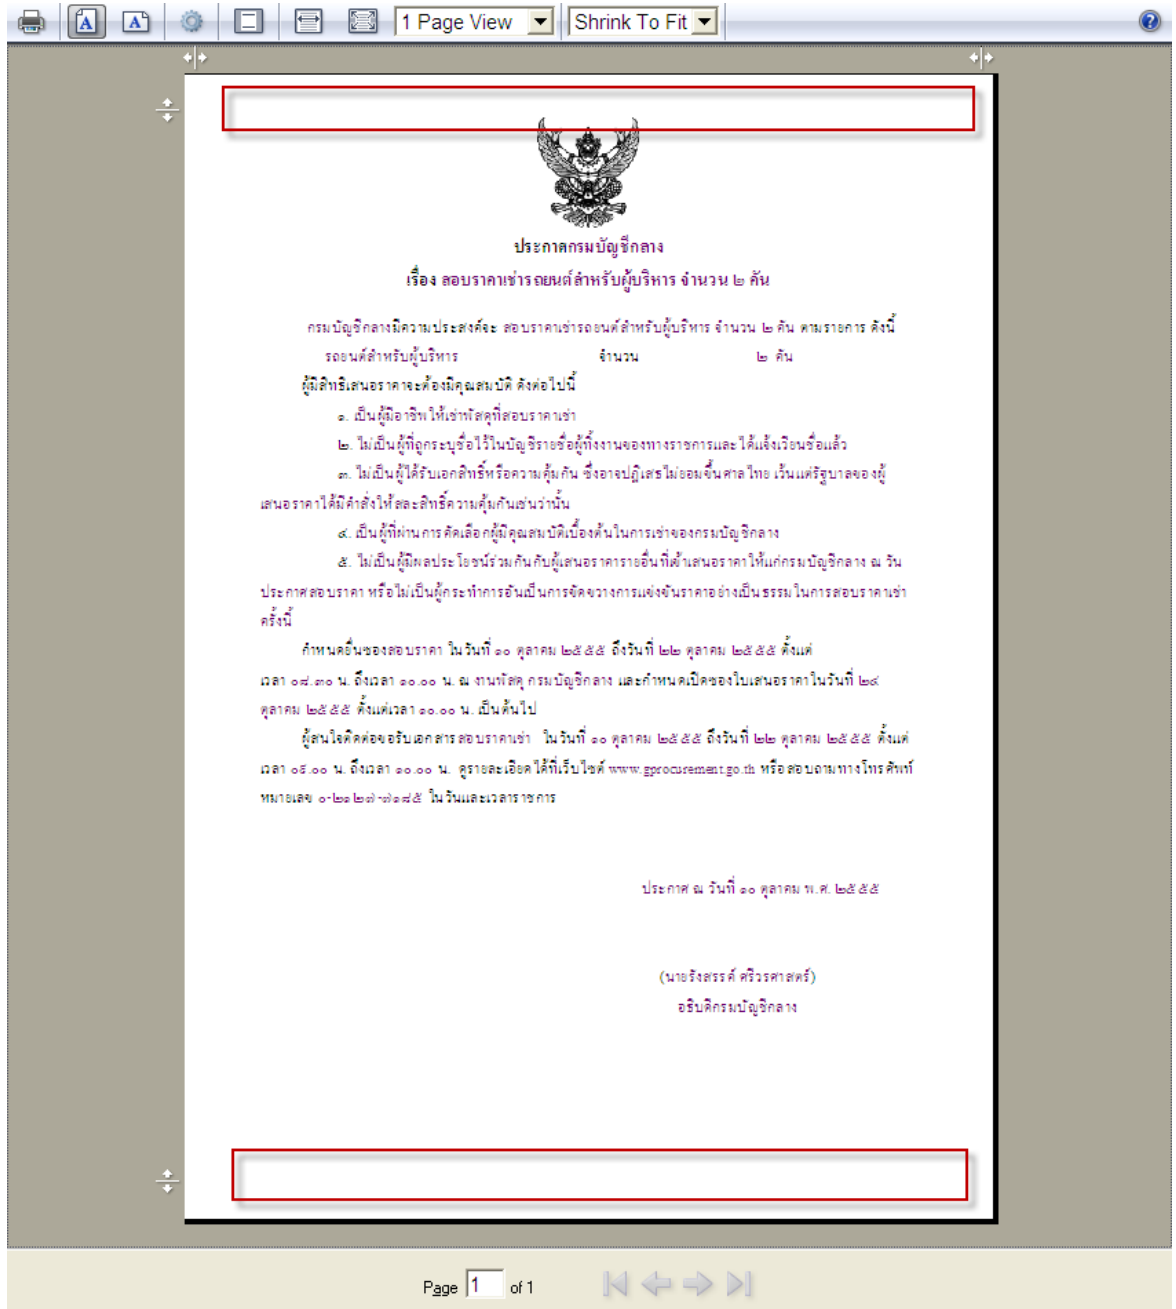 1 Page View
Shrink To Fit
ประกาศกรมบัญชีกลาง
เรื่อง สอบราคาเช่ารถยนต์สำหรับผู้บริหาร จำนวน ๒ คัน
กรมบัญชีกลางมีความประสงค์จะ สอบราคาเช่ารถยนต์สำหรับผู้บริหาร จำนวน ๒ คัน ตามรายการ ดังนี้
รถยนต์สำหรับผู้บริหาร จำนวน ๒ คัน
ผู้มีสิทธิเสนอราคาจะต้องมีคุณสมบัติ ดังต่อไปนี้
๑. เป็นผู้มีอาชีพให้เช่าพัสดุที่สอบราคาเช่า
๒. ไม่เป็นผู้ที่ถูกระบุชื่อไว้ในบัญชีรายชื่อผู้ทิ้งงานของทางราชการและได้แจ้งเวียนชื่อแล้ว
๓. ไม่เป็นผู้ได้รับเอกสิทธิ์หรือความคุ้มกัน ซึ่งอาจปฏิเสธไม่ยอมขึ้นศาลไทย เว้นแต่รัฐบาลของผู้
เสนอราคาได้มีคำสั่งให้สละสิทธิ์ความคุ้มกันเช่นว่านั้น
๔. เป็นผู้ที่ผ่านการคัดเลือกผู้มีคุณสมบัติเบื้องต้นในการเช่าของกรมบัญชีกลาง
๕. ไม่เป็นผู้มีผลประโยชน์ร่วมกันกับผู้เสนอราคารายอื่นที่เข้าเสนอราคาให้แก่กรมบัญชีกลาง ณ วัน
ประกาศสอบราคา หรือไม่เป็นผู้กระทำการอันเป็นการขัดขวางการแข่งขันราคาอย่างเป็นธรรมในการสอบราคาเช่า
ครั้งนี้
กำหนดยื่นซองสอบราคา ในวันที่ ๑๐ ตุลาคม ๒๕๕๕ ถึงวันที่ ๒๒ ตุลาคม ๒๕๕๕ ตั้งแต่
เวลา ๐๘.๓๐ น. ถึงเวลา ๑๐.๐๐ น. ณ งานพัสดุ กรมบัญชีกลาง และกำหนดเปิดซองใบเสนอราคาในวันที่ ๒๔
ตุลาคม ๒๕๕๕ ตั้งแต่เวลา ๑๐.๐๐ น. เป็นต้นไป
ผู้สนใจติดต่อขอรับเอกสารสอบราคาเช่า ในวันที่ ๑๐ ตุลาคม ๒๕๕๕ ถึงวันที่ ๒๒ ตุลาคม ๒๕๕๕ ตั้งแต่
เวลา ๐๙.๐๐ น. ถึงเวลา ๑๐.๐๐ น. ดูรายละเอียดได้ที่เว็บไซต์ www.gprocurement.go.th หรือสอบถามทางโทรศัพท์
หมายเลข ๐-๒๑๒๗-๗๑๘๕ ในวันและเวลาราชการ
ประกาศ ณ วันที่ ๑๐ ตุลาคม พ.ศ. ๒๕๕๕
(นายรังสรรค์ ศรีวรศาสตร์)
อธิบดีกรมบัญชีกลาง
Page 1 of 1